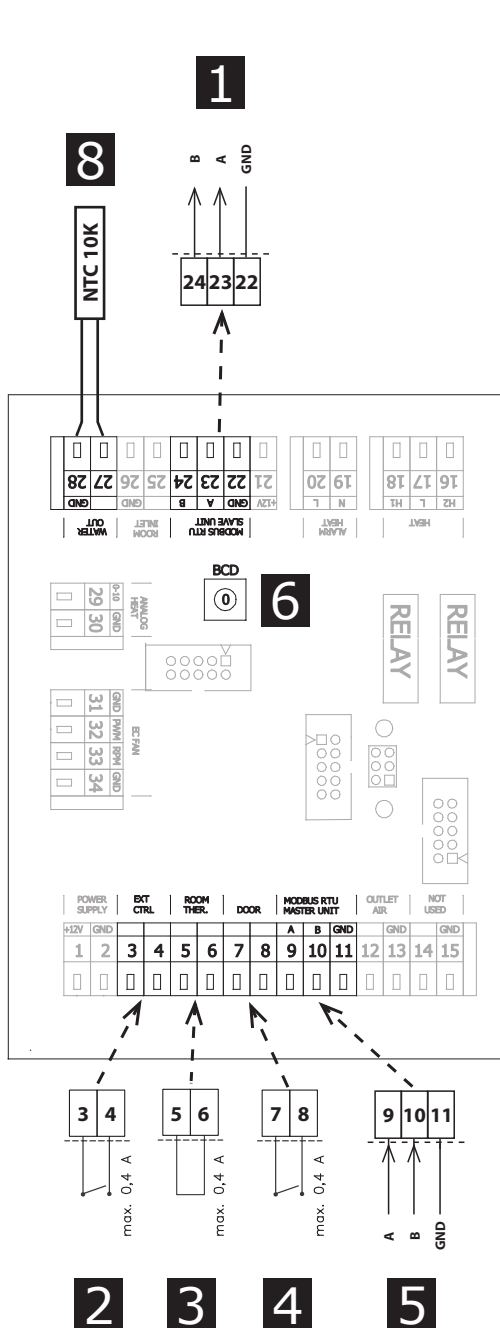 1
8
B A GND
NTC 10K
24 23 22
28 27 26 25 24 23 22 21 20 19 18 17 16
GND GND B A GND +12V L N H1 L H2
WATER OUT
ROOM INLET
MODBUS RTU SLAVE UNIT
ALARM HEAT
HEAT
BCD
0
6
29 0-10
30 GND
ANALOG HEAT
RELAY RELAY
31 GND
32 PWM
33 RPM
34 GND
EC FAN
POWER SUPPLY
EXT CTRL
ROOM THER.
DOOR
MODBUS RTU MASTER UNIT
OUTLET AIR
NOT USED
+12V GND A B GND GND GND
1 2 3 4 5 6 7 8 9 10 11 12 13 14 15
3 4
max. 0,4 A
5 6
max. 0,4 A
7 8
max. 0,4 A
9 10 11
A B GND
2 3 4 5